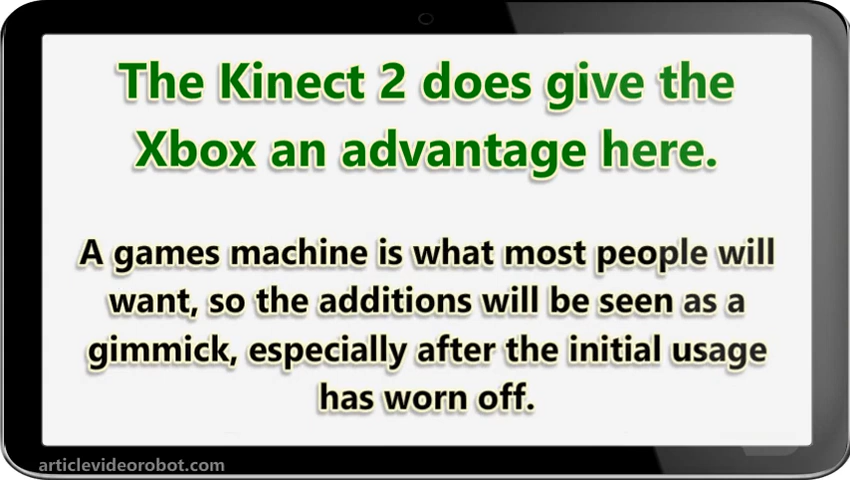 The Kinect 2 does give the
Xbox an advantage here.
A games machine is what most people will
want, so the additions will be seen as a
gimmick, especially after the initial usage
has worn off.
articlevideorobot.com